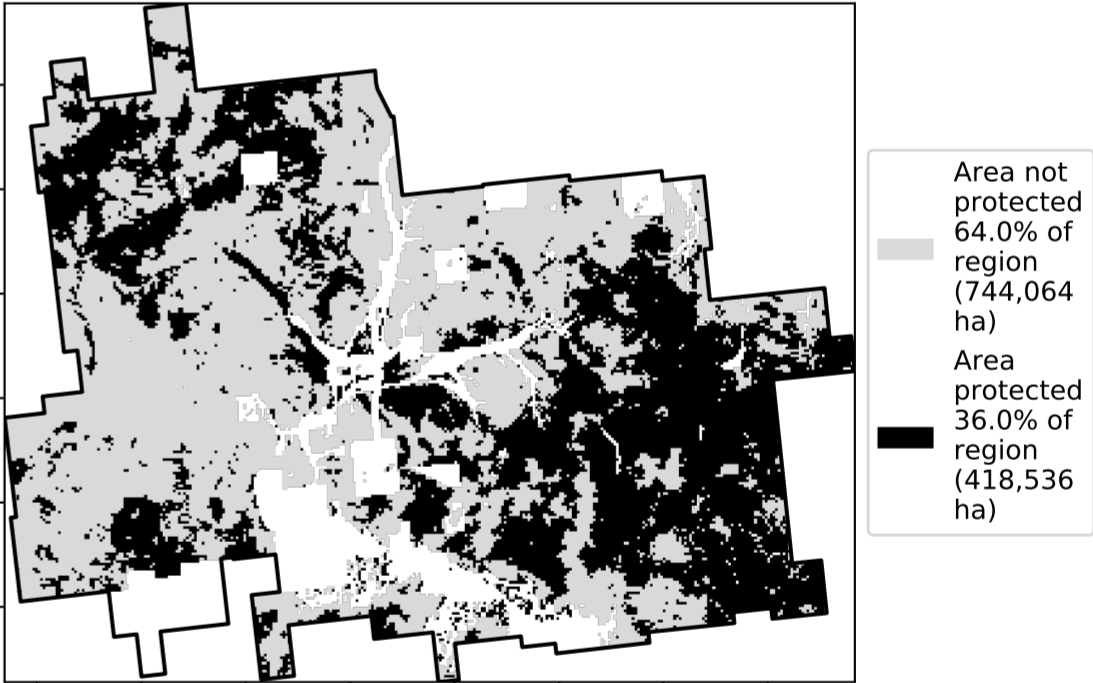 Area not
protected
64.0% of
region
(744,064
ha)
Area
protected
36.0% of
region
(418,536
ha)